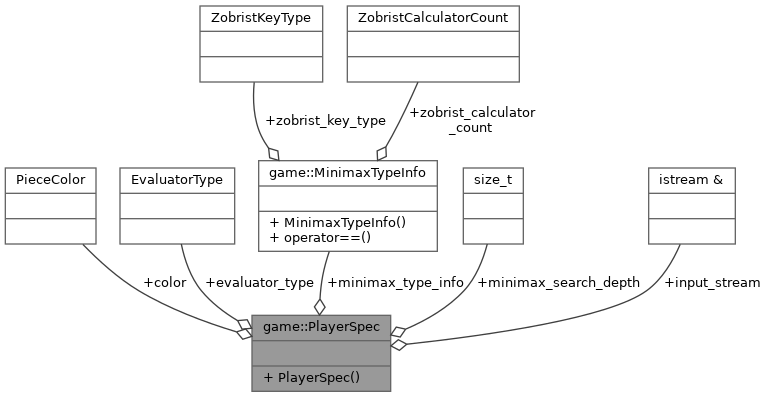 ZobristKeyType
ZobristCalculatorCount
+zobrist_key_type
+zobrist_calculator
_count
PieceColor
EvaluatorType
game::MinimaxTypeInfo
+ MinimaxTypeInfo()
+ operator==()
size_t
istream &
+color
+evaluator_type
+minimax_type_info
+minimax_search_depth
+input_stream
game::PlayerSpec
+ PlayerSpec()